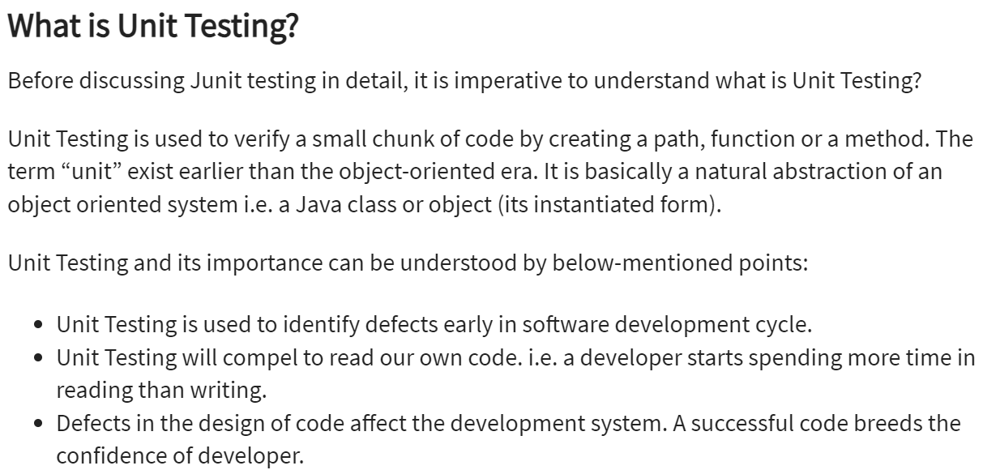 What is Unit Testing?
Before discussing Junit testing in detail, it is imperative to understand what is Unit Testing?
Unit Testing is used to verify a small chunk of code by creating a path, function or a method. The
term “unit” exist earlier than the object-oriented era. It is basically a natural abstraction of an
object oriented system i.e. a Java class or object (its instantiated form).
Unit Testing and its importance can be understood by below-mentioned points:
• Unit Testing is used to identify defects early in software development cycle.
• Unit Testing will compel to read our own code. i.e. a developer starts spending more time in
reading than writing.
• Defects in the design of code affect the development system. A successful code breeds the
confidence of developer.